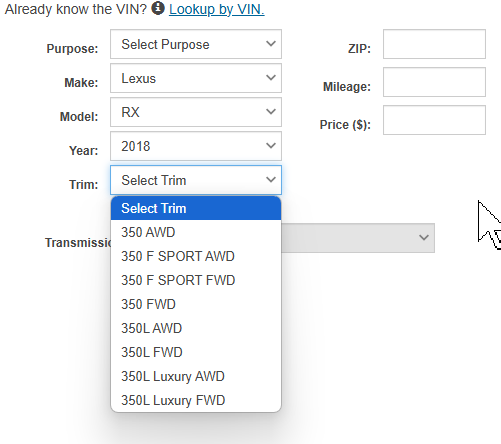 Already know the VIN? Lookup by VIN.
Purpose: Select Purpose ZIP:
Make: Lexus Mileage:
Model: RX Price ($):
Year: 2018
Trim: Select Trim
Select Trim
350 AWD
Transmissi
350 F SPORT AWD
350 F SPORT FWD
350 FWD
350L AWD
350L FWD
350L Luxury AWD
350L Luxury FWD